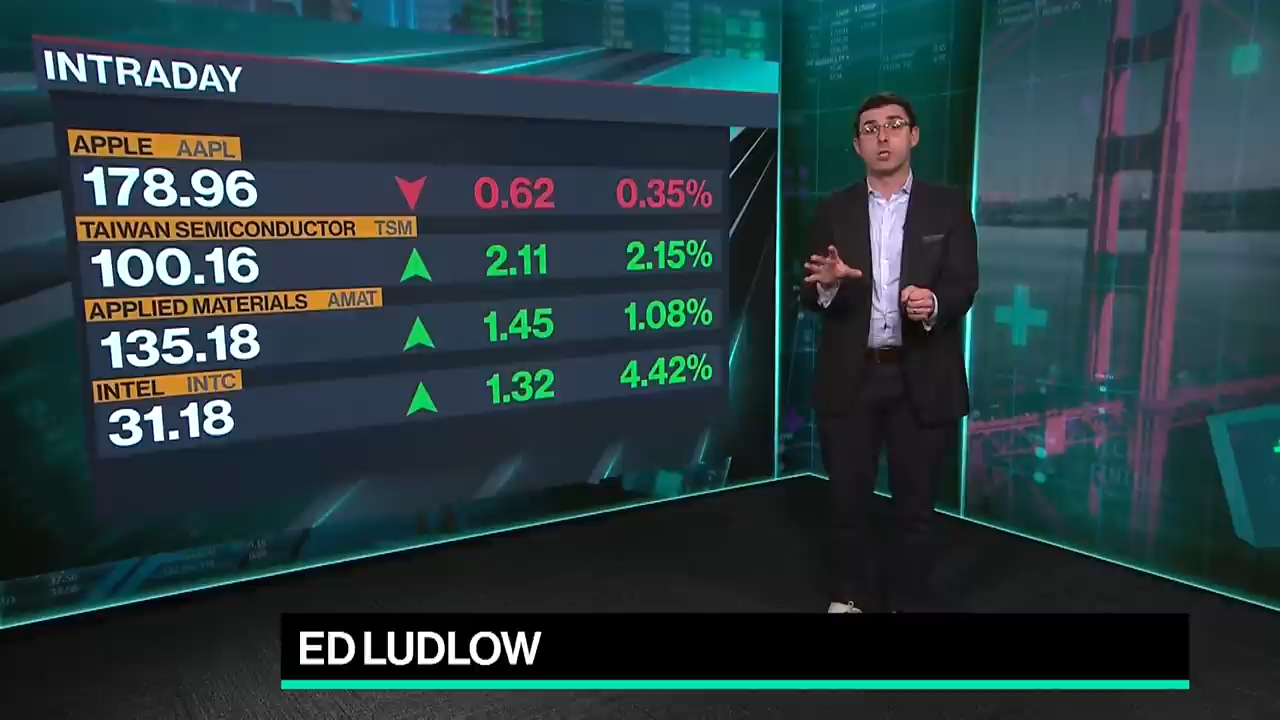 INTRADAY
APPLE AAPL
178.96 0.62 0.35%
TAIWAN SEMICONDUCTOR TSM
100.16 2.11 2.15%
APPLIED MATERIALS AMAT
135.18 1.45 1.08%
INTEL INTC
31.18 1.32 4.42%
ED LUDLOW